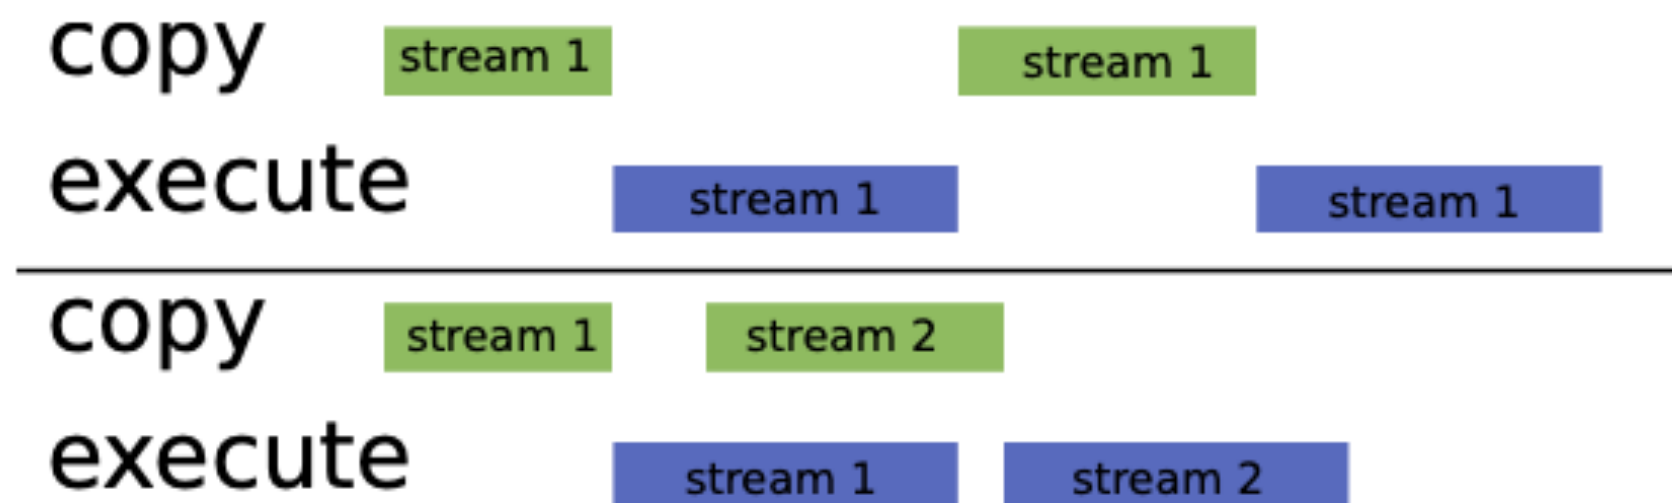 copy stream 1 stream 1
execute stream 1 stream 1
copy stream 1 stream 2
execute stream 1 stream 2